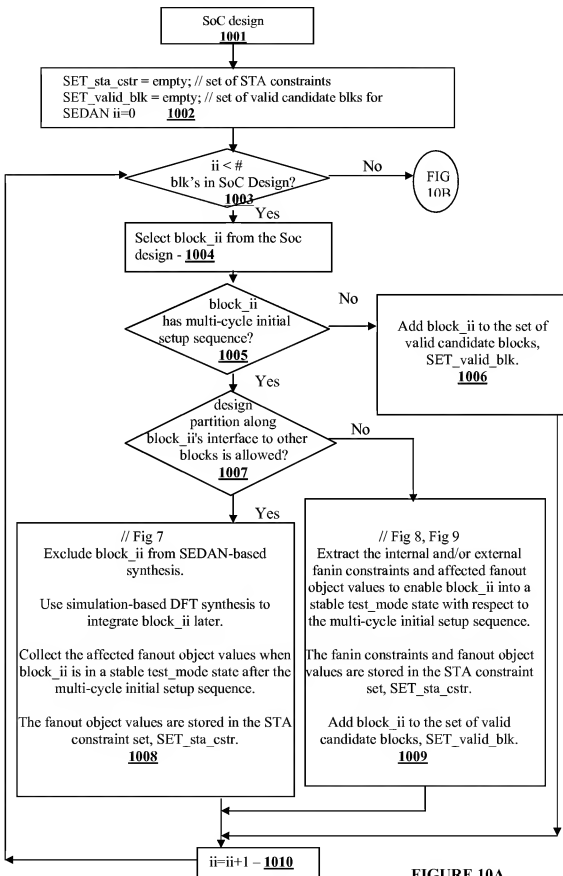 SoC design
1001
SET_sta_cstr = empty; // set of STA constraints
SET_valid_blk = empty; // set of valid candidate blks for
SEDAN ii=0 1002
ii < #
blk's in SoC Design?
1003
No
FIG
10B
Yes
Select block_ii from the Soc
design - 1004
block_ii
has multi-cycle initial
setup sequence?
1005
No
Add block_ii to the set of
valid candidate blocks,
SET_valid_blk.
1006
Yes
design
partition along
block_ii's interface to other
blocks is allowed?
1007
No
Yes
// Fig 7
Exclude block_ii from SEDAN-based
synthesis.
Use simulation-based DFT synthesis to
integrate block_ii later.
Collect the affected fanout object values when
block_ii is in a stable test_mode state after the
multi-cycle initial setup sequence.
The fanout object values are stored in the STA
constraint set, SET_sta_cstr.
1008
// Fig 8, Fig 9
Extract the internal and/or external
fanin constraints and affected fanout
object values to enable block_ii into a
stable test_mode state with respect to
the multi-cycle initial setup sequence.
The fanin constraints and fanout object
values are stored in the STA constraint
set, SET_sta_cstr.
Add block_ii to the set of valid
candidate blocks, SET_valid_blk.
1009
ii=ii+1 – 1010
FIGURE 10A